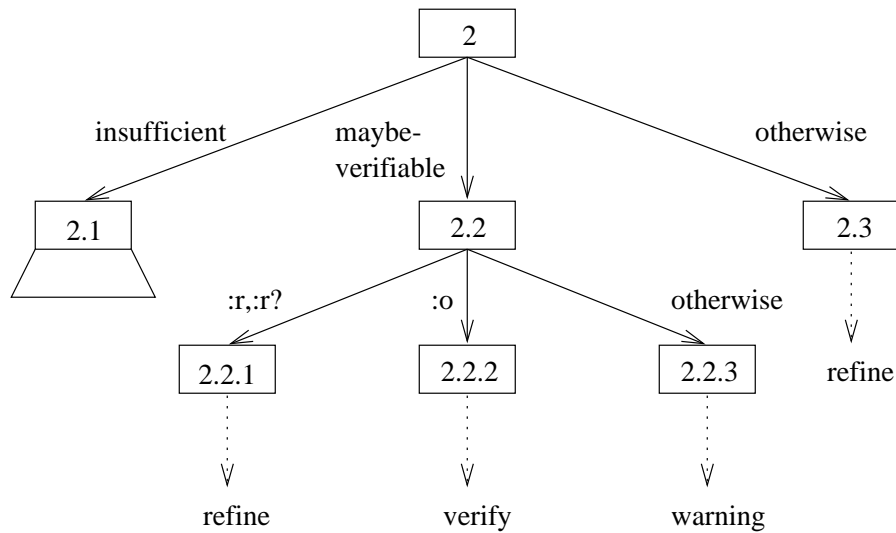 2
insufficient
maybe-
verifiable
otherwise
2.1
2.2
2.3
:r,:r?
:o
otherwise
2.2.1
2.2.2
2.2.3
refine
refine
verify
warning